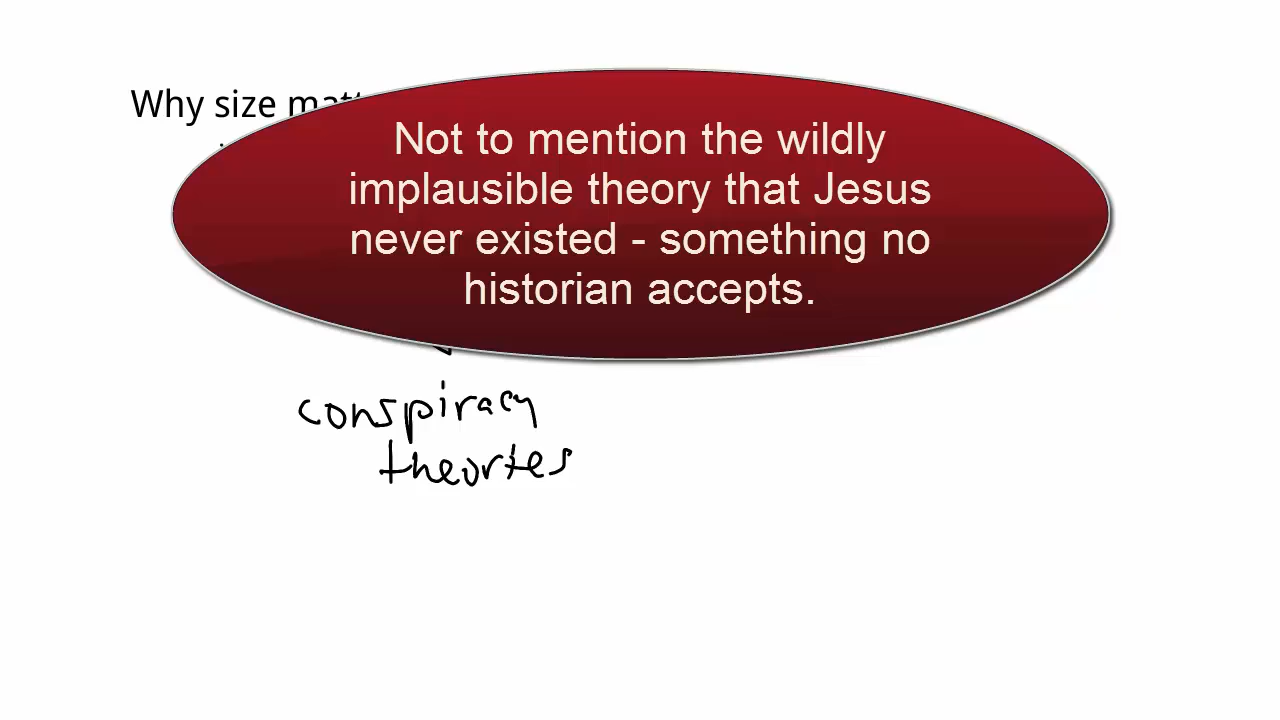 Why size
Not to mention the wildly
implausible theory that Jesus
never existed - something no
historian accepts.
conspiracy
theories